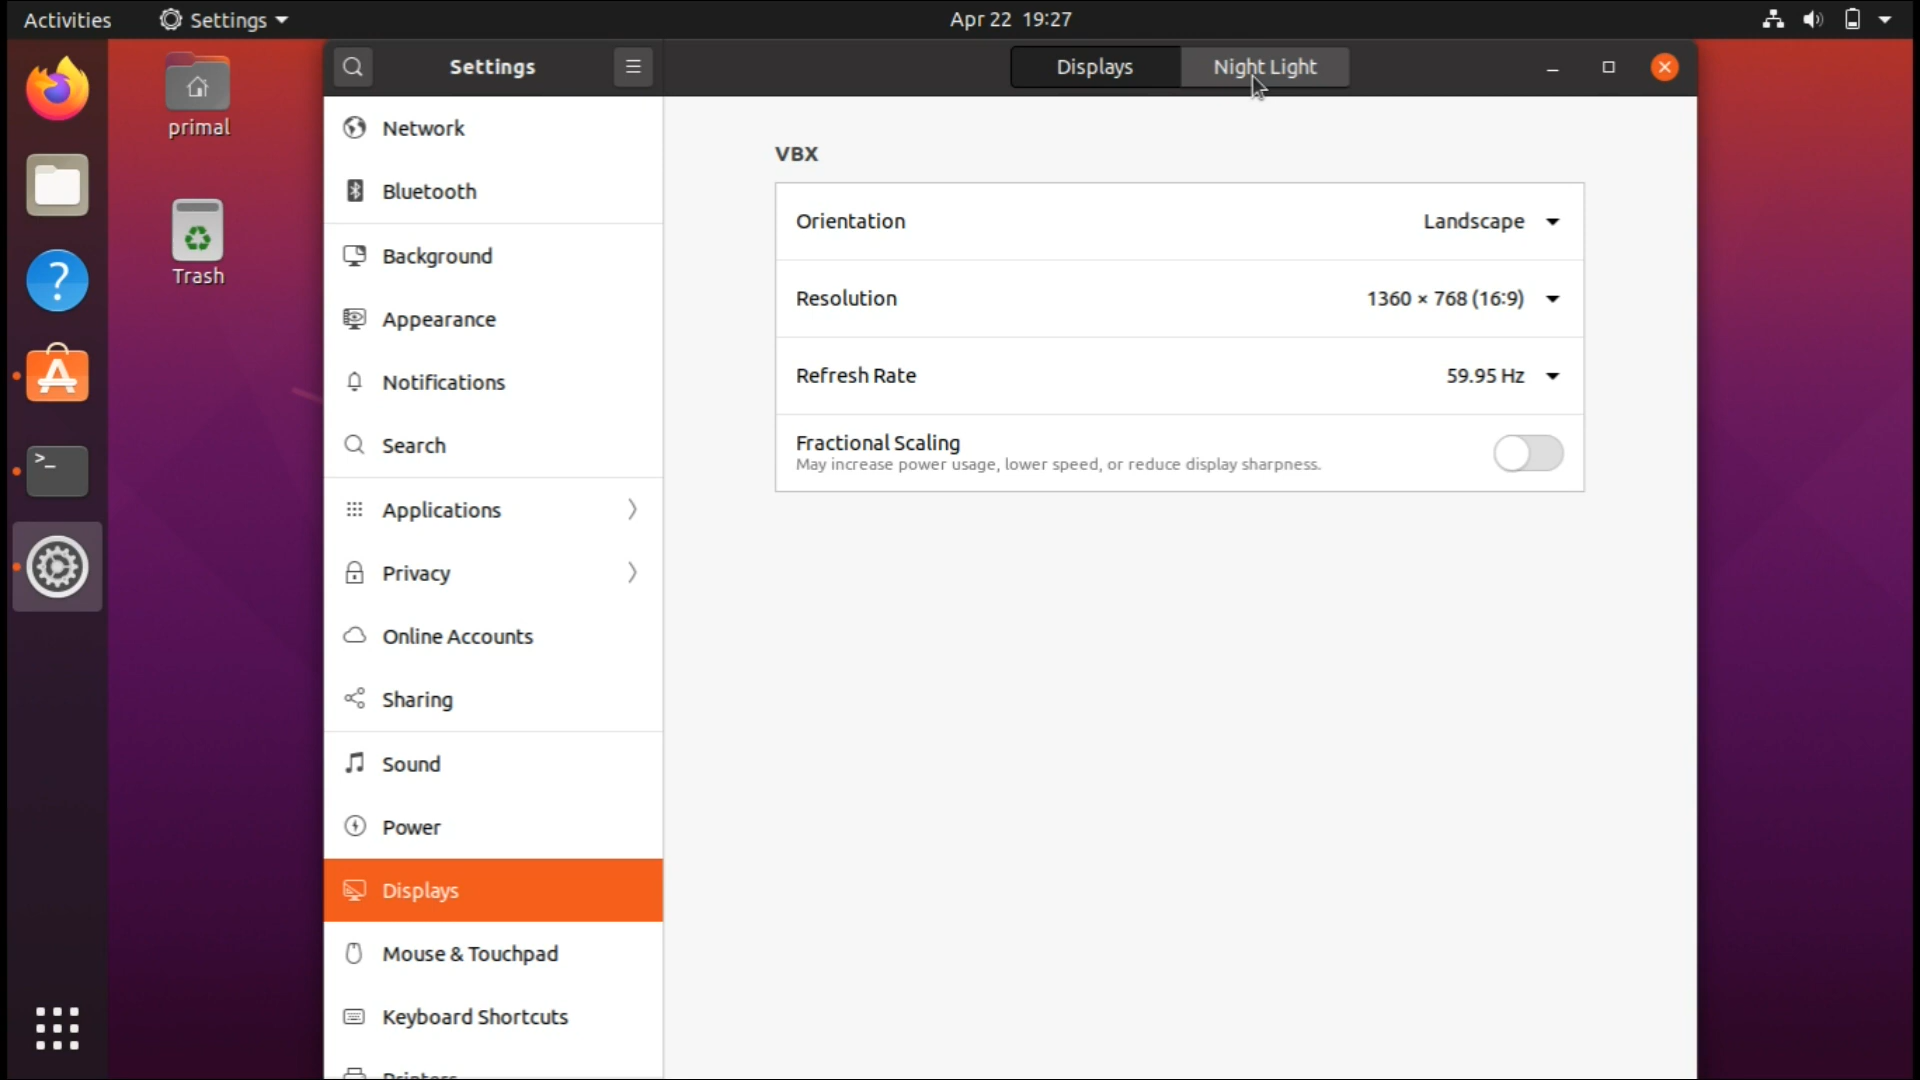 Activities
Settings
Apr 22 19:27
primal
Trash
Settings
Displays
Night Light
Network
Bluetooth
Background
Appearance
Notifications
Search
Applications
Privacy
Online Accounts
Sharing
Sound
Power
Displays
Mouse & Touchpad
Keyboard Shortcuts
Printers
VBX
Orientation
Landscape
Resolution
1360 × 768 (16:9)
Refresh Rate
59.95 Hz
Fractional Scaling
May increase power usage, lower speed, or reduce display sharpness.